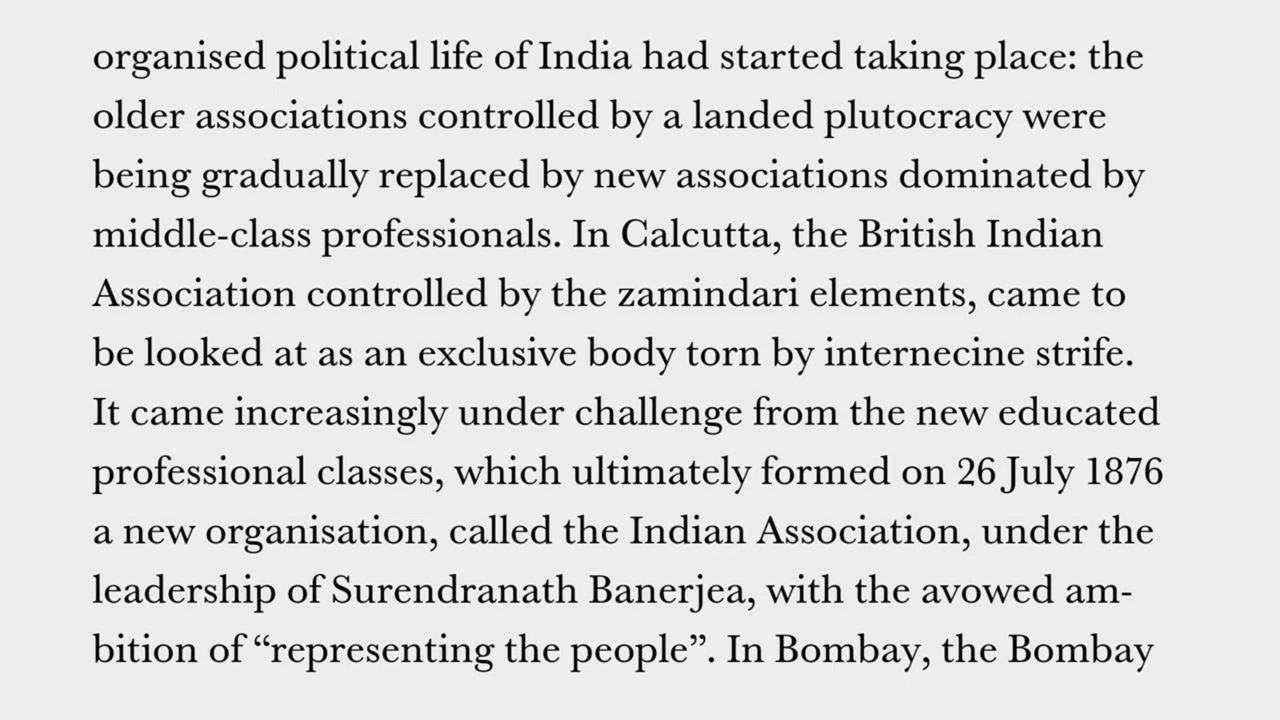 organised political life of India had started taking place: the
older associations controlled by a landed plutocracy were
being gradually replaced by new associations dominated by
middle-class professionals. In Calcutta, the British Indian
Association controlled by the zamindari elements, came to
be looked at as an exclusive body torn by internecine strife.
It came increasingly under challenge from the new educated
professional classes, which ultimately formed on 26 July 1876
a new organisation, called the Indian Association, under the
leadership of Surendranath Banerjea, with the avowed am-
bition of “representing the people”. In Bombay, the Bombay